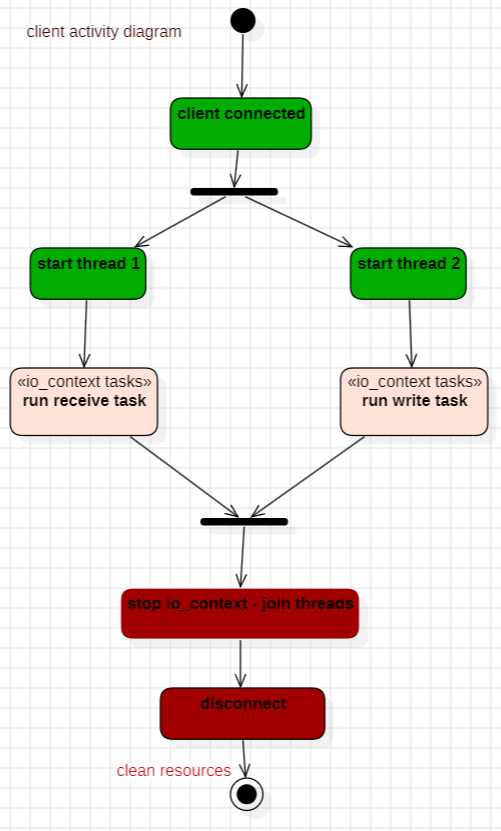 client activity diagram
client connected
start thread 1
start thread 2
«io_context tasks»
run receive task
«io_context tasks»
run write task
stop io_context - join threads
disconnect
clean resources